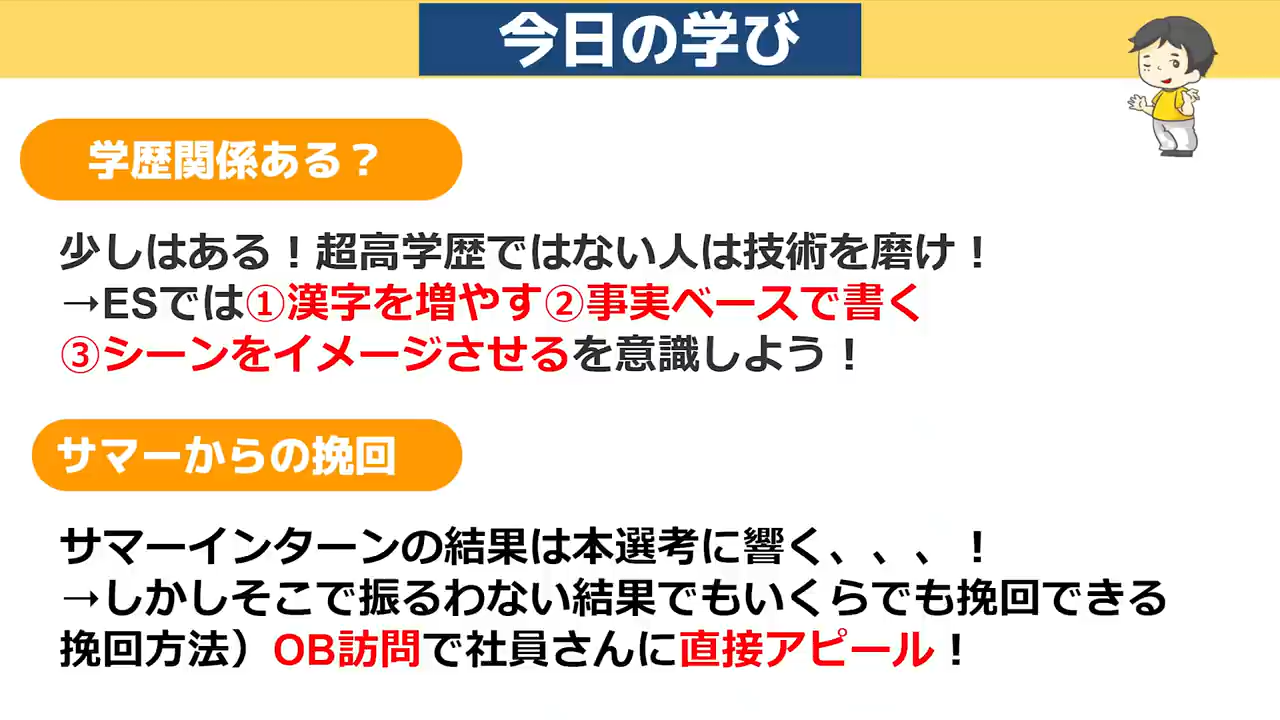 今日の学び
学歴関係ある？
少しはある！超高学歴ではない人は技術を磨け！
→ESでは①漢字を増やす②事実ベースで書く
③シーンをイメージさせるを意識しよう！
サマーからの挽回
サマーインターンの結果は本選考に響く、、、！
→しかしそこで振るわない結果でもいくらでも挽回できる
挽回方法）OB訪問で社員さんに直接アピール！